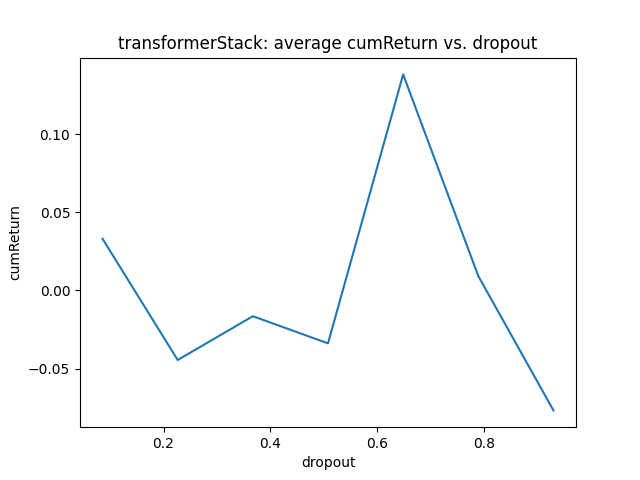 transformerStack: average cumReturn vs. dropout
0.10
0.05
0.00
−0.05
cumReturn
0.2 0.4 0.6 0.8
dropout